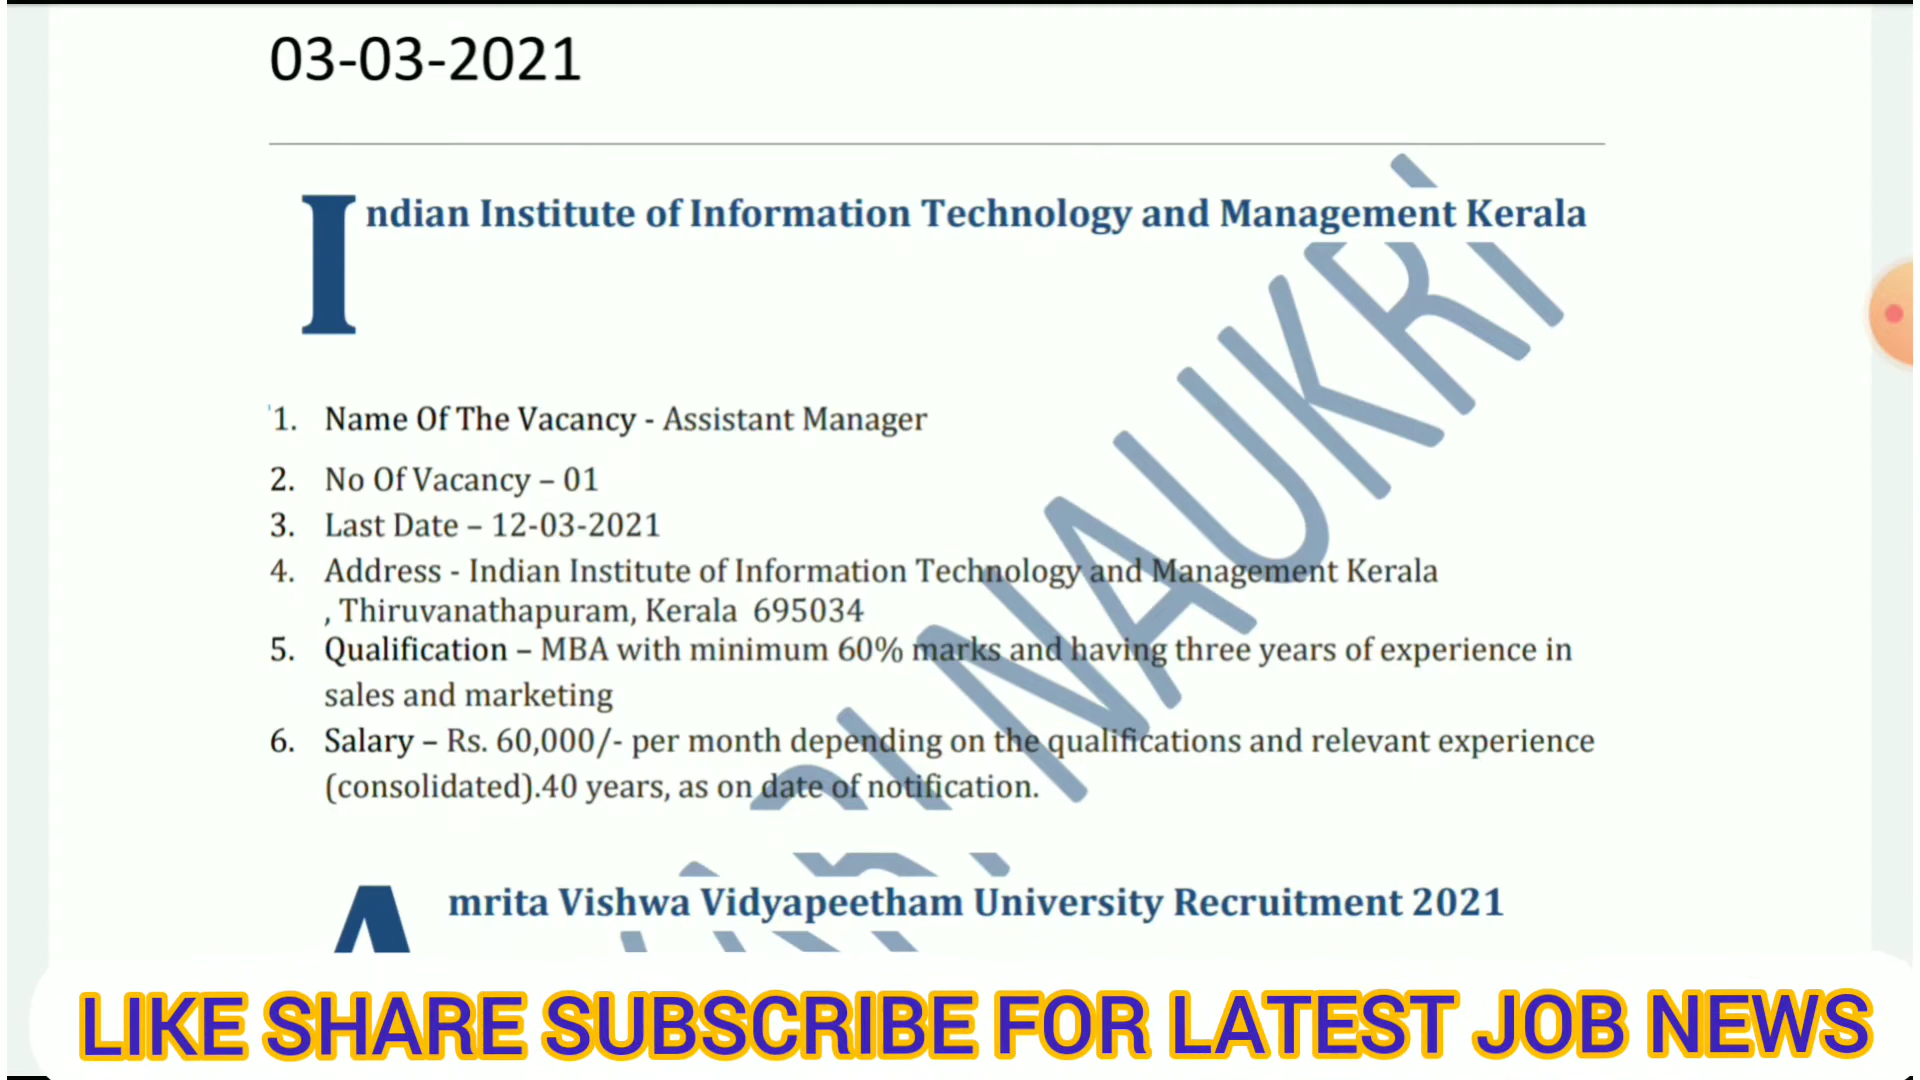 03-03-2021
Indian Institute of Information Technology and Management Kerala
1. Name Of The Vacancy - Assistant Manager
2. No Of Vacancy – 01
3. Last Date – 12-03-2021
4. Address - Indian Institute of Information Technology and Management Kerala
, Thiruvanathapuram, Kerala 695034
5. Qualification – MBA with minimum 60% marks and having three years of experience in
sales and marketing
6. Salary – Rs. 60,000/- per month depending on the qualifications and relevant experience
(consolidated).40 years, as on date of notification.
NAUKRI
Amrita Vishwa Vidyapeetham University Recruitment 2021
LIKE SHARE SUBSCRIBE FOR LATEST JOB NEWS